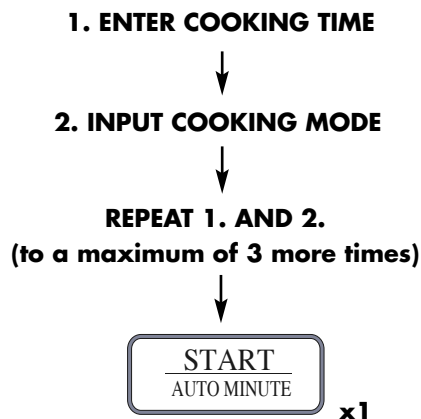 1. ENTER COOKING TIME
2. INPUT COOKING MODE
REPEAT 1. AND 2.
(to a maximum of 3 more times)
START
AUTO MINUTE
x1